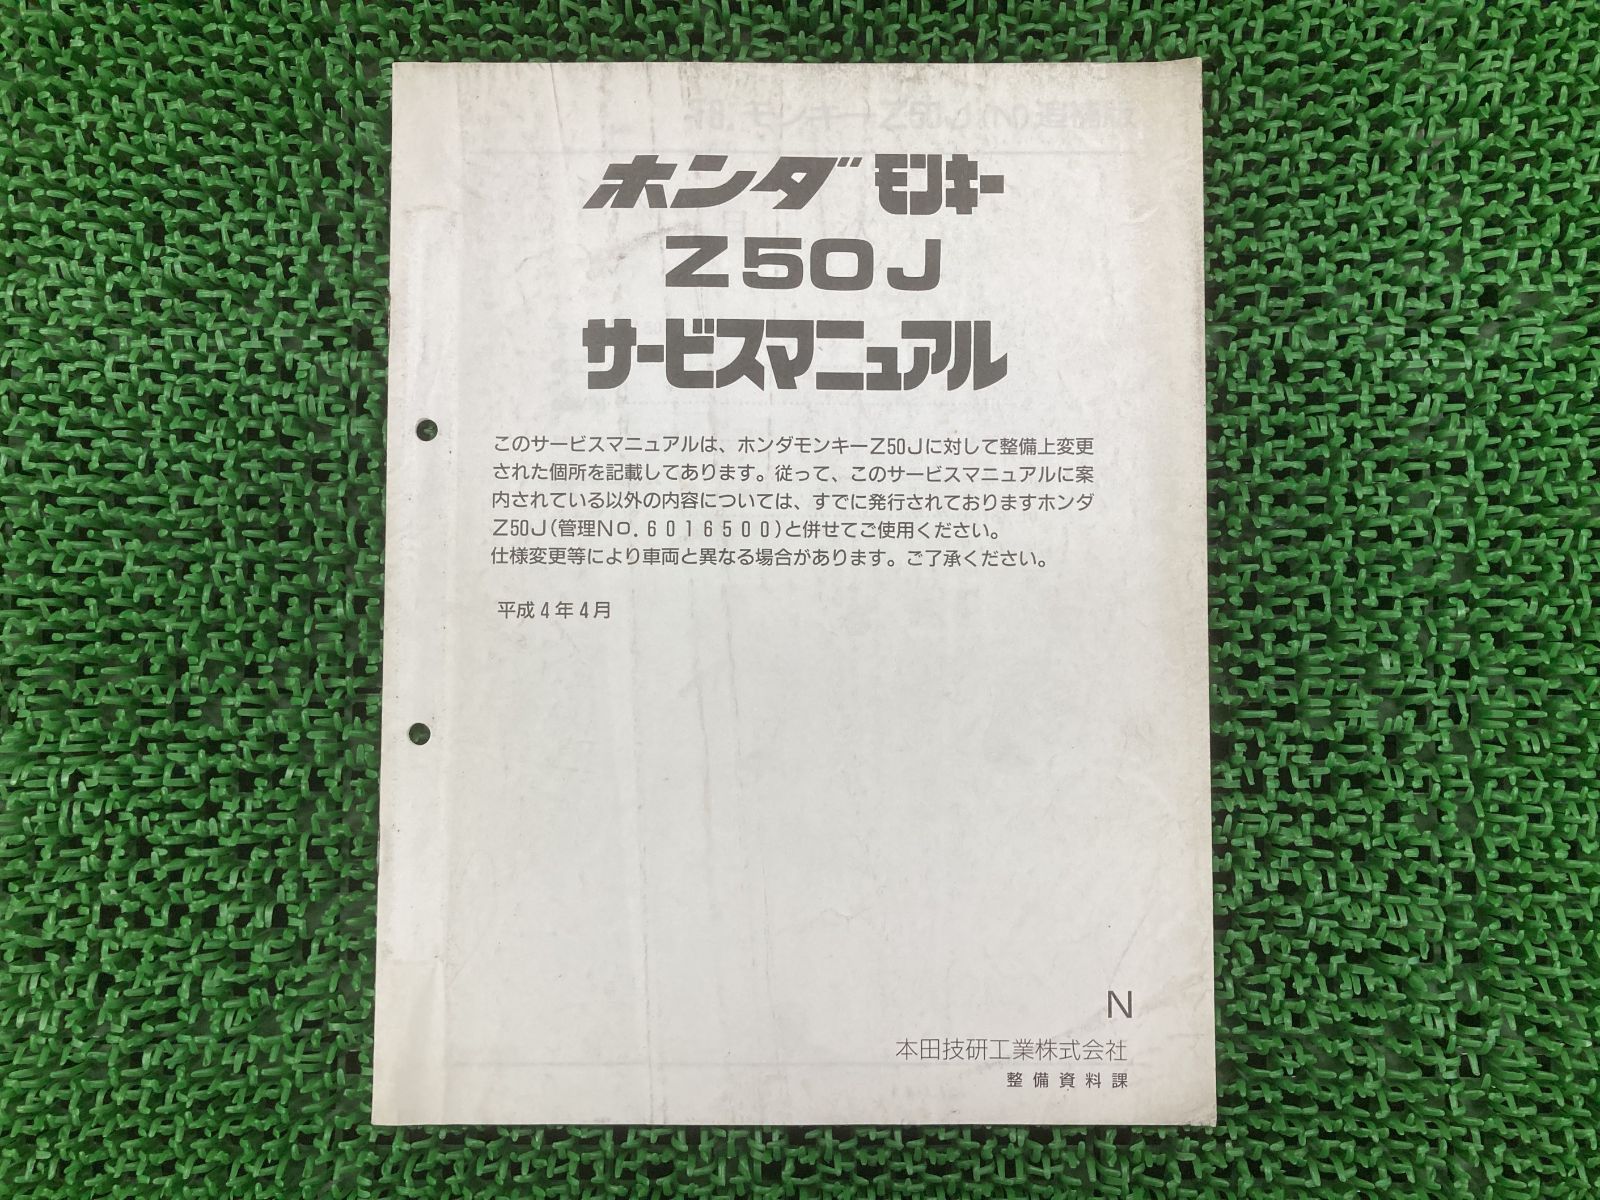 ホンダ モンキー
Z50J
サービスマニュアル
このサービスマニュアルは、ホンダモンキーZ50Jに対して整備上変更
された個所を記載してあります。従って、このサービスマニュアルに案
内されている以外の内容については、すでに発行されておりますホンダ
Z50J(管理No.6016500)と併せてご使用ください。
仕様変更等により車両と異なる場合があります。ご了承ください。
平成4年4月
N
本田技研工業株式会社
整備資料課